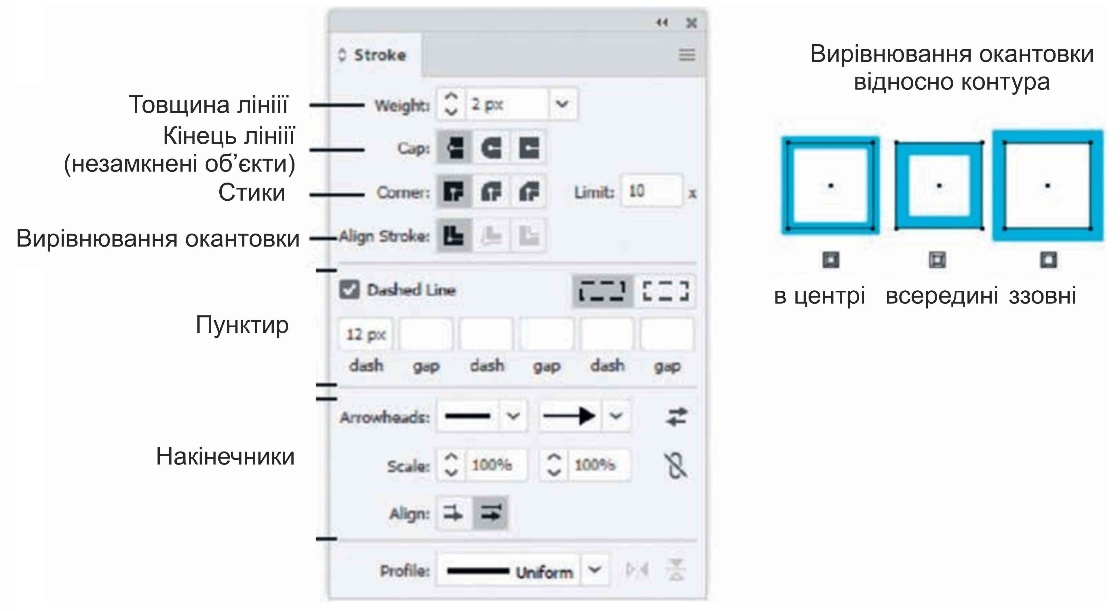 Stroke
Товщина лініїї
Weight: 2 px
Кінець лініїї
(незамкнені об’єкти)
Cap:
Стики
Corner: Limit: 10 x
Вирівнювання окантовки
Align Stroke:
Dashed Line
Пунктир
12 px
dash gap dash gap dash gap
Arrowheads:
Накінечники
Scale: 100% 100%
Align:
Profile: Uniform
Вирівнювання окантовки
відносно контура
в центрі всередині ззовні